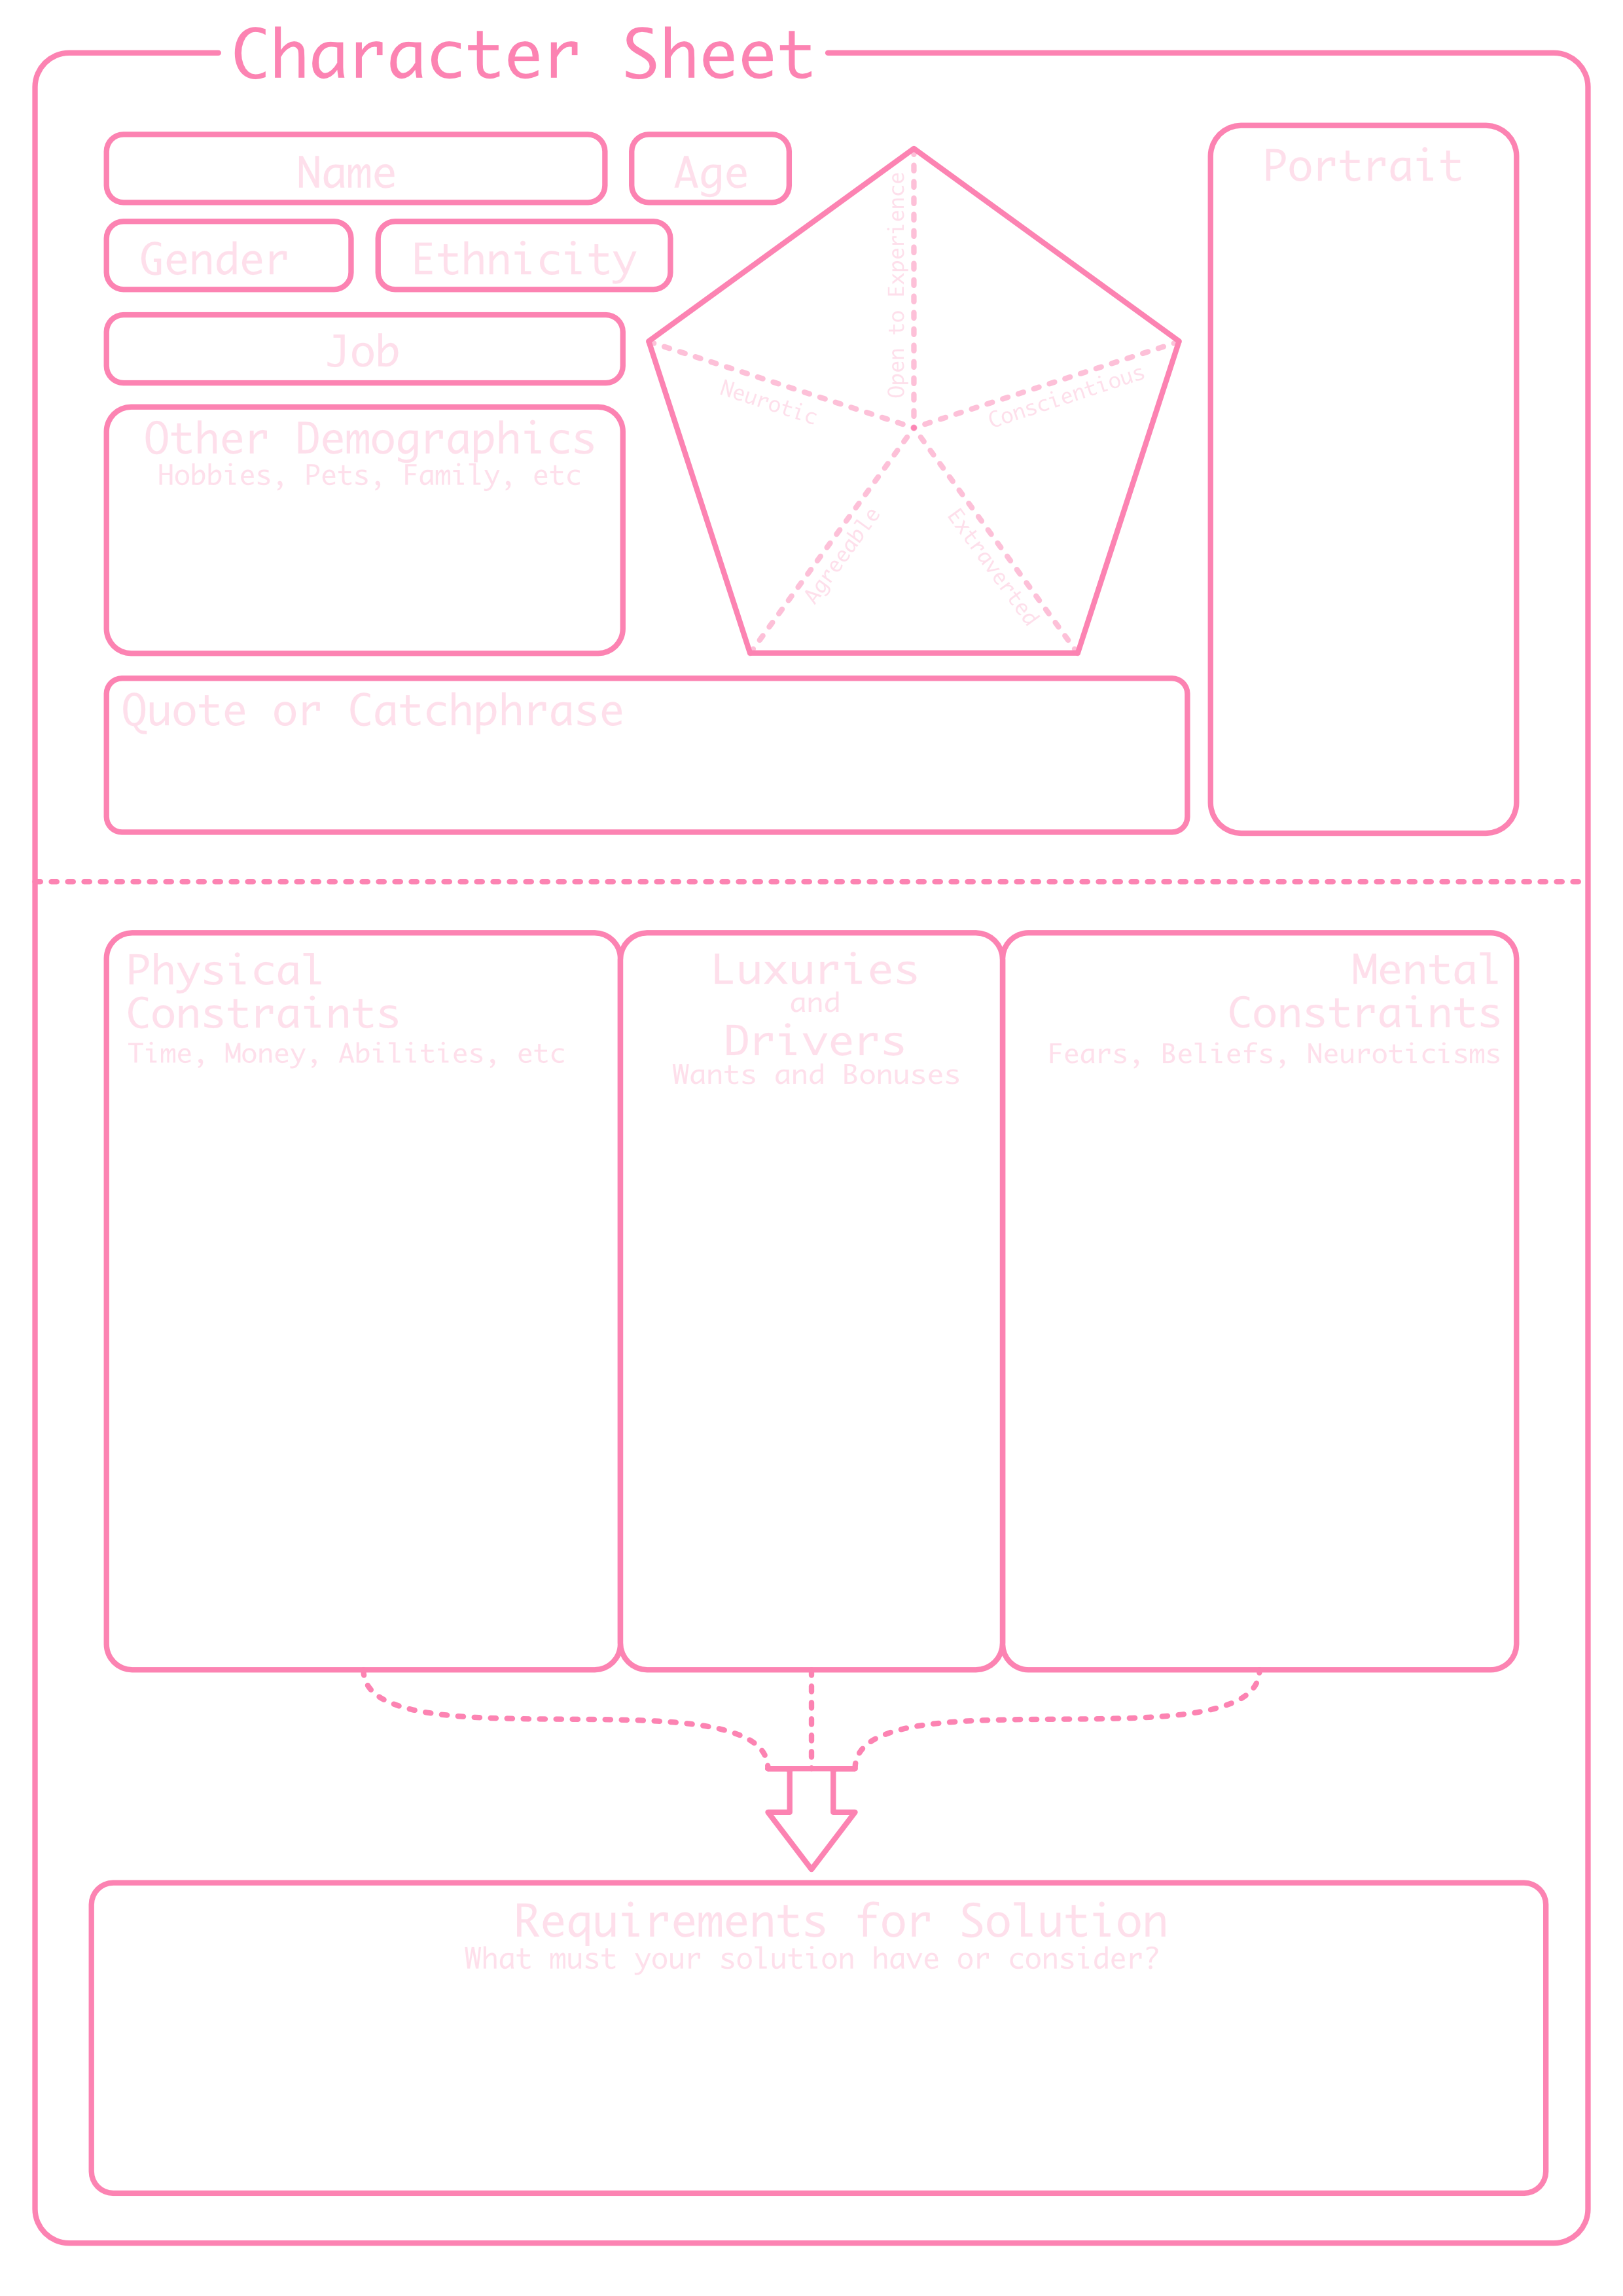 Character Sheet
Name
Age
Gender
Ethnicity
Job
Other Demographics
Hobbies, Pets, Family, etc
Open to Experience
Conscientious
Extraverted
Agreeable
Neurotic
Portrait
Quote or Catchphrase
Physical
Constraints
Time, Money, Abilities, etc
Luxuries
and
Drivers
Wants and Bonuses
Mental
Constraints
Fears, Beliefs, Neuroticisms
Requirements for Solution
What must your solution have or consider?